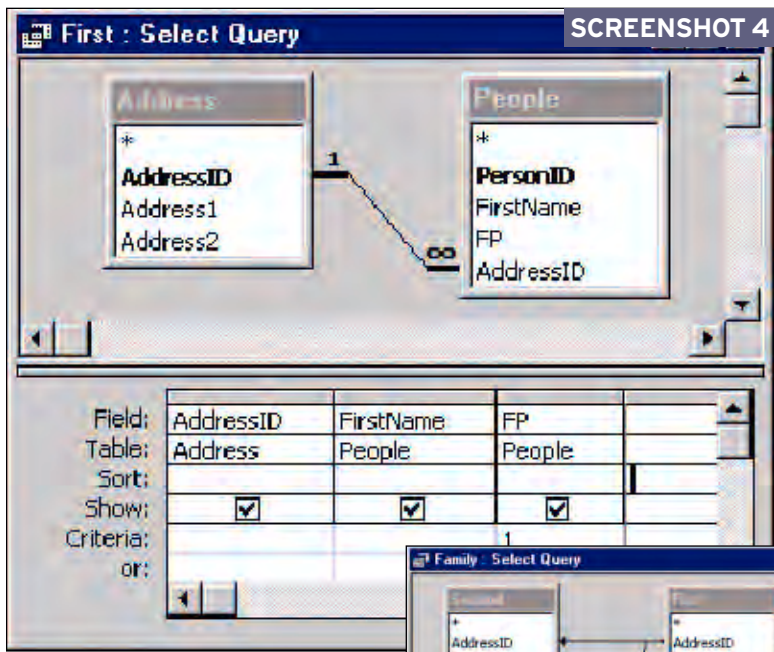 First : Select Query
SCREENSHOT 4
Address
*
AddressID
Address1
Address2
1
∞
People
*
PersonID
FirstName
FP
AddressID
Field: AddressID FirstName FP
Table: Address People People
Sort:
Show:
Criteria: 1
or:
Family : Select Query
*
AddressID
*
AddressID